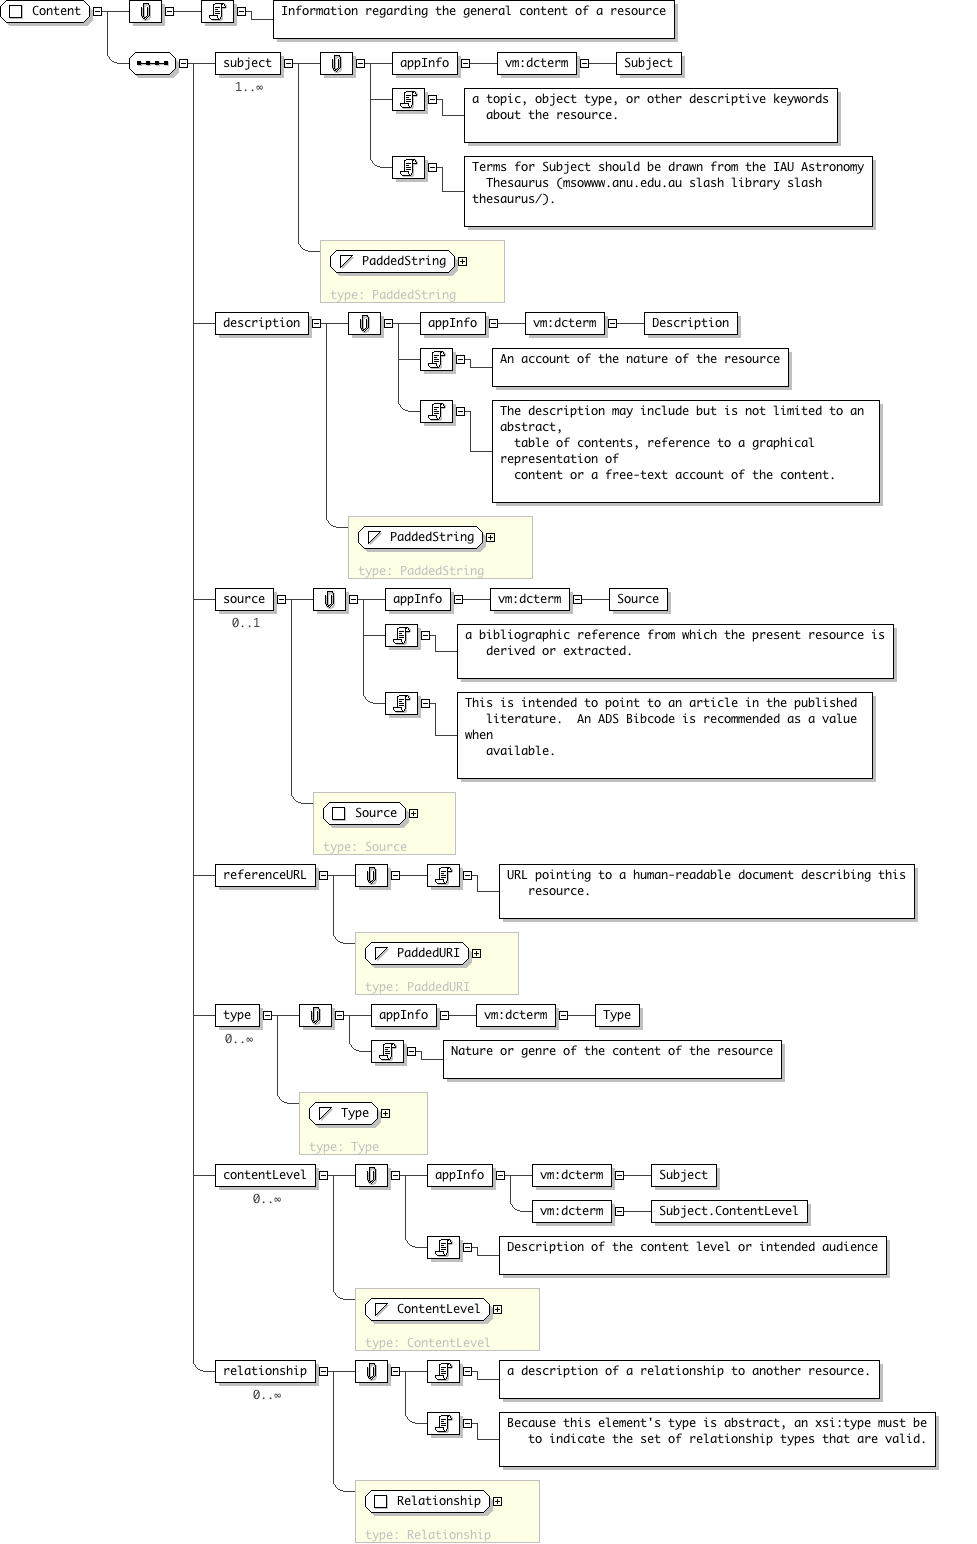 Content
Information regarding the general content of a resource
subject
appInfo
vm:dcterm
Subject
1..∞
a topic, object type, or other descriptive keywords
about the resource.
Terms for Subject should be drawn from the IAU Astronomy
Thesaurus (msowww.anu.edu.au slash library slash
thesaurus/).
PaddedString
type: PaddedString
description
appInfo
vm:dcterm
Description
An account of the nature of the resource
The description may include but is not limited to an
abstract,
table of contents, reference to a graphical
representation of
content or a free-text account of the content.
PaddedString
type: PaddedString
source
appInfo
vm:dcterm
Source
0..1
a bibliographic reference from which the present resource is
derived or extracted.
This is intended to point to an article in the published
literature.  An ADS Bibcode is recommended as a value
when
available.
Source
type: Source
referenceURL
URL pointing to a human-readable document describing this
resource.
PaddedURI
type: PaddedURI
type
appInfo
vm:dcterm
Type
0..∞
Nature or genre of the content of the resource
Type
type: Type
contentLevel
appInfo
vm:dcterm
Subject
0..∞
vm:dcterm
Subject.ContentLevel
Description of the content level or intended audience
ContentLevel
type: ContentLevel
relationship
a description of a relationship to another resource.
0..∞
Because this element's type is abstract, an xsi:type must be
to indicate the set of relationship types that are valid.
Relationship
type: Relationship